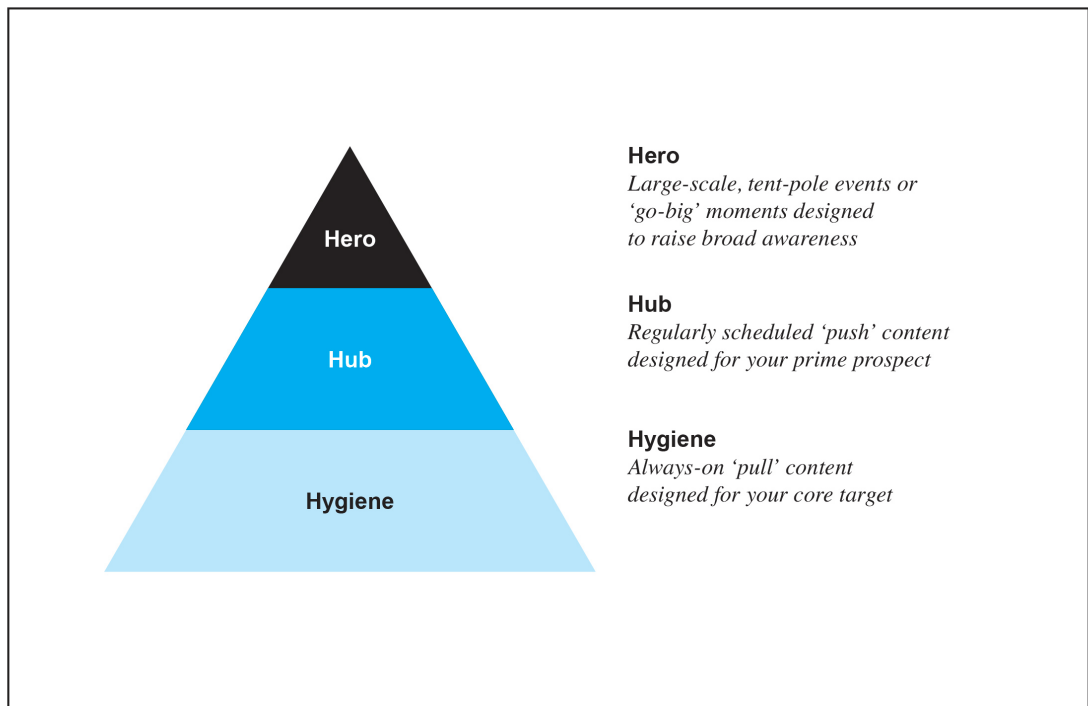 Hero
Hub
Hygiene
Hero
Large-scale, tent-pole events or
‘go-big’ moments designed
to raise broad awareness
Hub
Regularly scheduled ‘push’ content
designed for your prime prospect
Hygiene
Always-on ‘pull’ content
designed for your core target